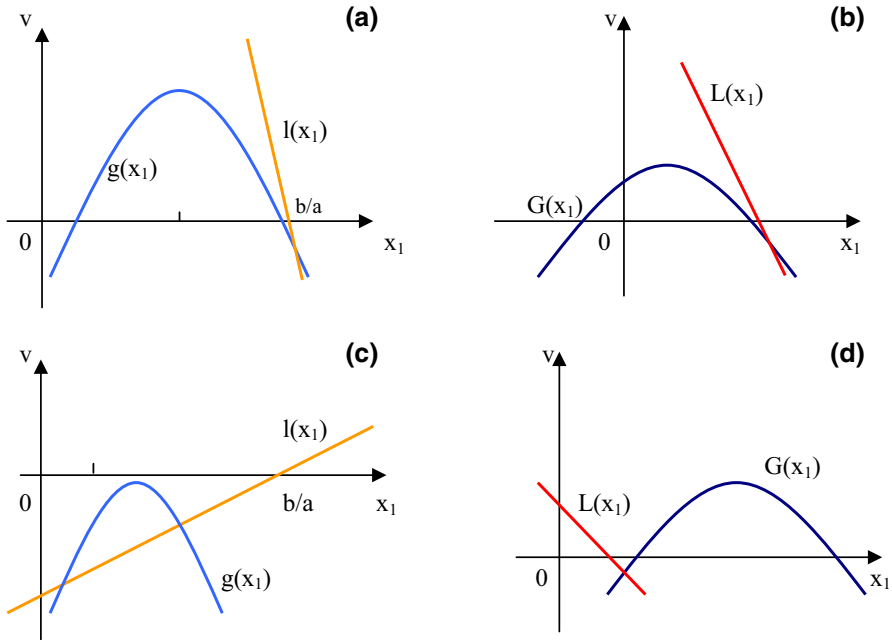 v
(a)
g(x₁)
l(x₁)
b/a
0
x₁
v
(b)
L(x₁)
G(x₁)
0
x₁
v
(c)
l(x₁)
0
b/a
x₁
g(x₁)
v
(d)
G(x₁)
L(x₁)
0
x₁